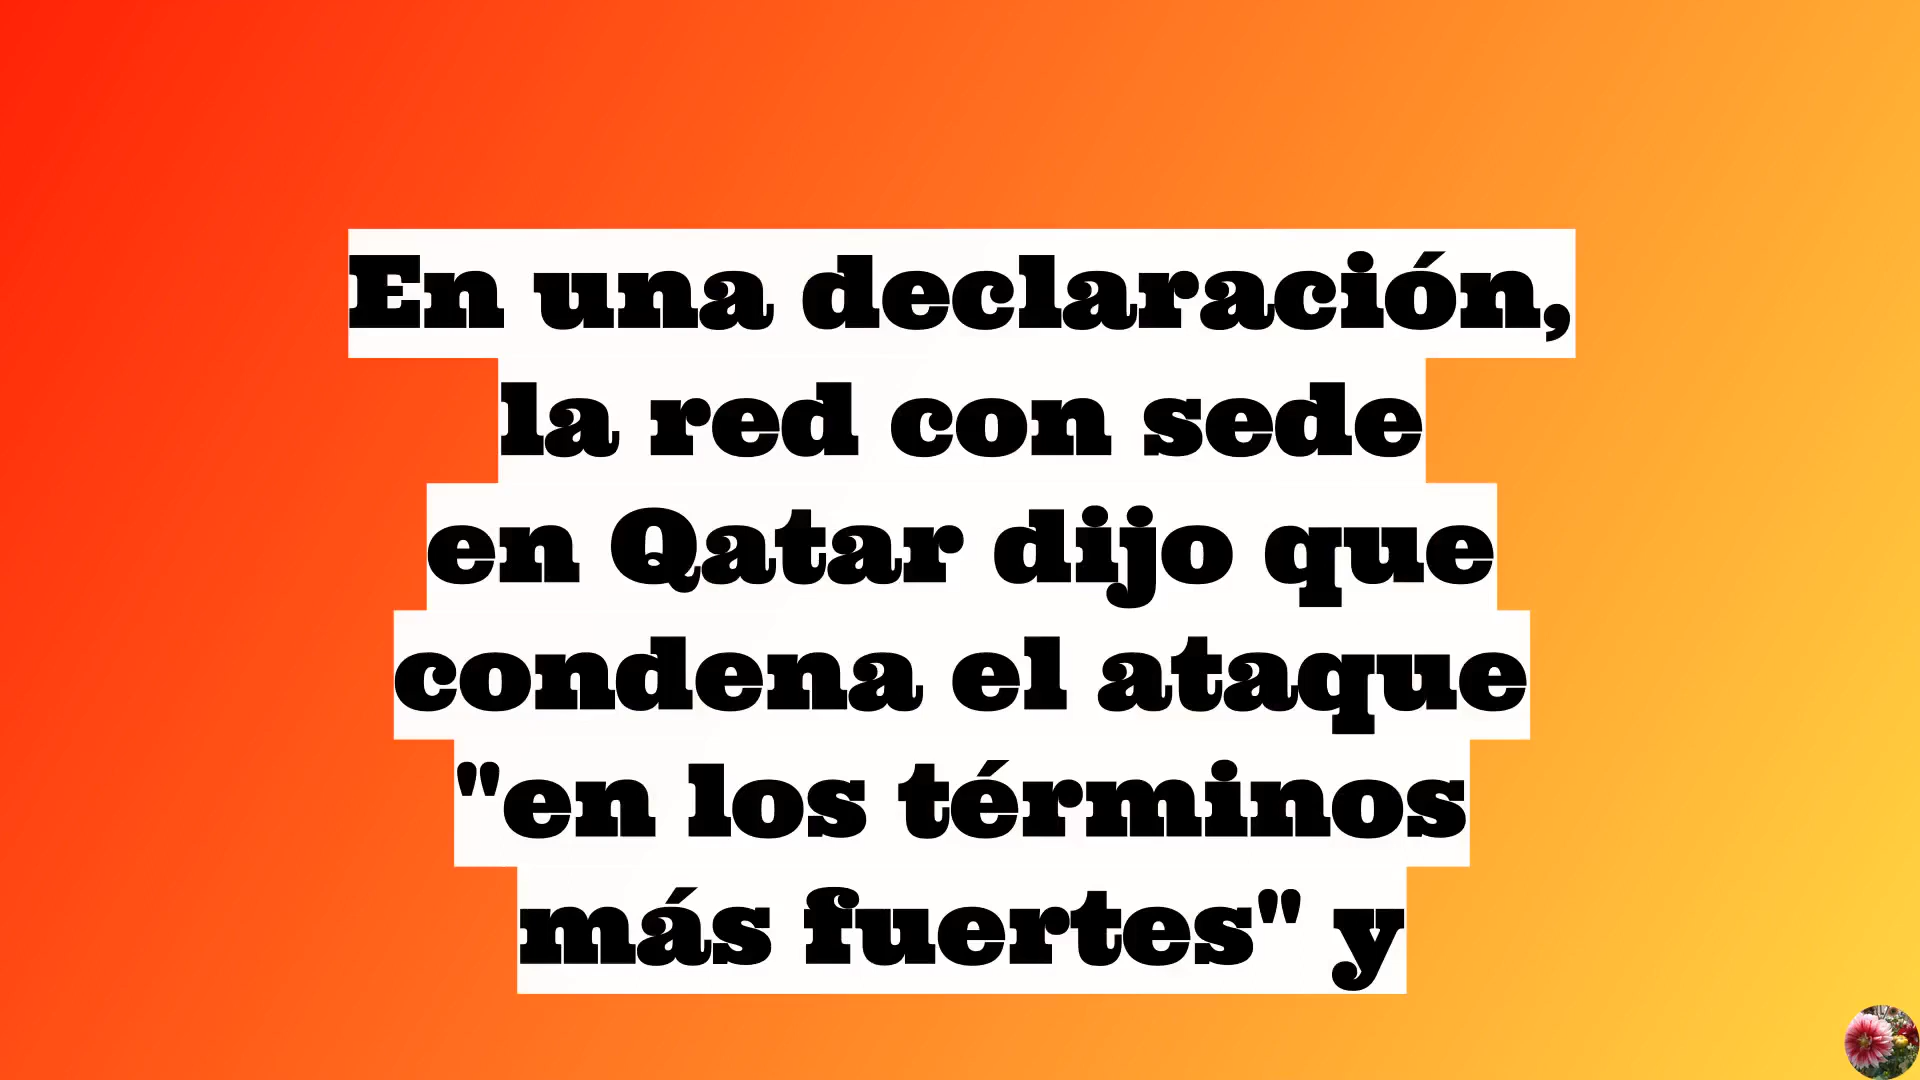 En una declaración,
la red con sede
en Qatar dijo que
condena el ataque
"en los términos
más fuertes" y